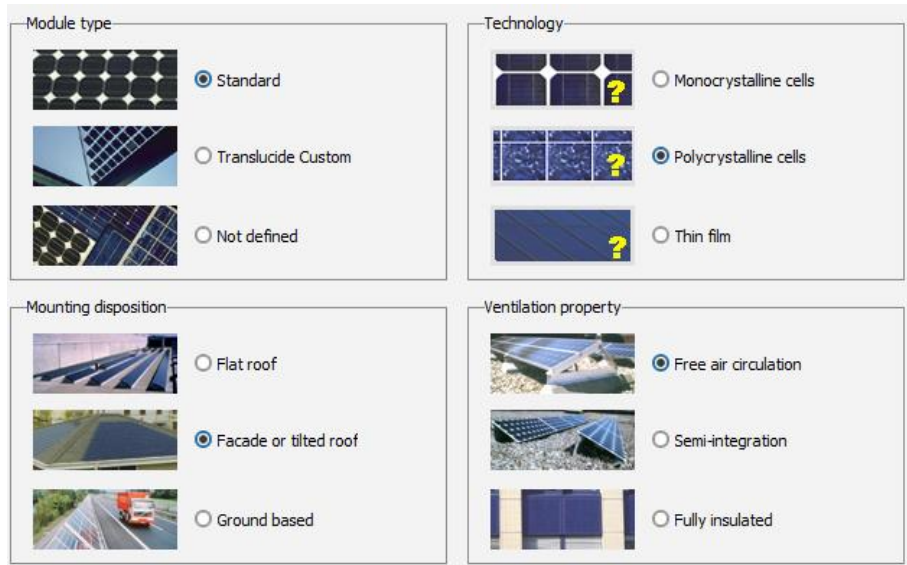 Module type
Standard
Translucide Custom
Not defined
Technology
?
Monocrystalline cells
?
Polycrystalline cells
?
Thin film
Mounting disposition
Flat roof
Facade or tilted roof
Ground based
Ventilation property
Free air circulation
Semi-integration
Fully insulated